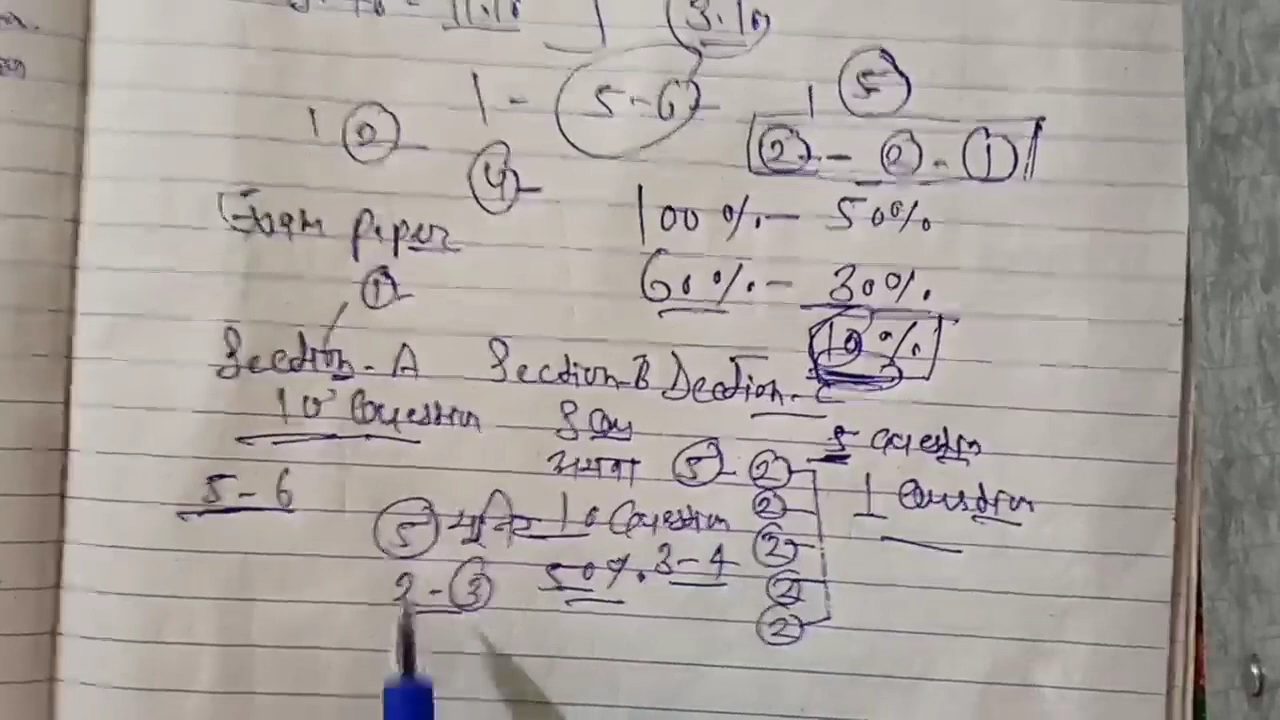 3.10
1 - 5-6 1 5
1 2 2 - 2 - 1
4
Exam paper 100% - 50%
1 60% - 30%
Section-A Section-B Section-C 10%
10 Question 5 Question
अथवा 5 2
5-6 2 1 Question
5 यूनिट 10 Question 2
2-3 50% 3-4 2
2